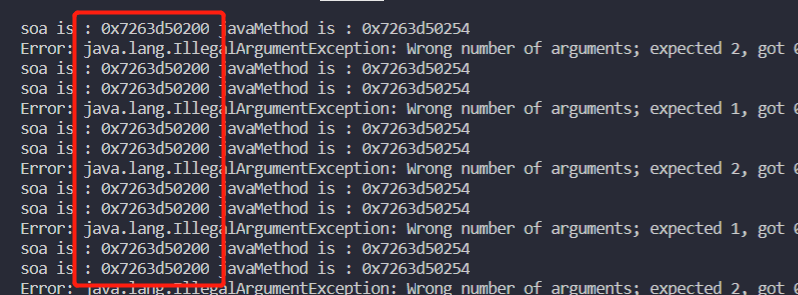 soa is : 0x7263d50200 javaMethod is : 0x7263d50254
Error: java.lang.IllegalArgumentException: Wrong number of arguments; expected 2, got 0
soa is : 0x7263d50200 javaMethod is : 0x7263d50254
soa is : 0x7263d50200 javaMethod is : 0x7263d50254
Error: java.lang.IllegalArgumentException: Wrong number of arguments; expected 1, got 0
soa is : 0x7263d50200 javaMethod is : 0x7263d50254
soa is : 0x7263d50200 javaMethod is : 0x7263d50254
Error: java.lang.IllegalArgumentException: Wrong number of arguments; expected 2, got 0
soa is : 0x7263d50200 javaMethod is : 0x7263d50254
soa is : 0x7263d50200 javaMethod is : 0x7263d50254
Error: java.lang.IllegalArgumentException: Wrong number of arguments; expected 1, got 0
soa is : 0x7263d50200 javaMethod is : 0x7263d50254
soa is : 0x7263d50200 javaMethod is : 0x7263d50254
Error: java.lang.IllegalArgumentException: Wrong number of arguments; expected 2, got 0